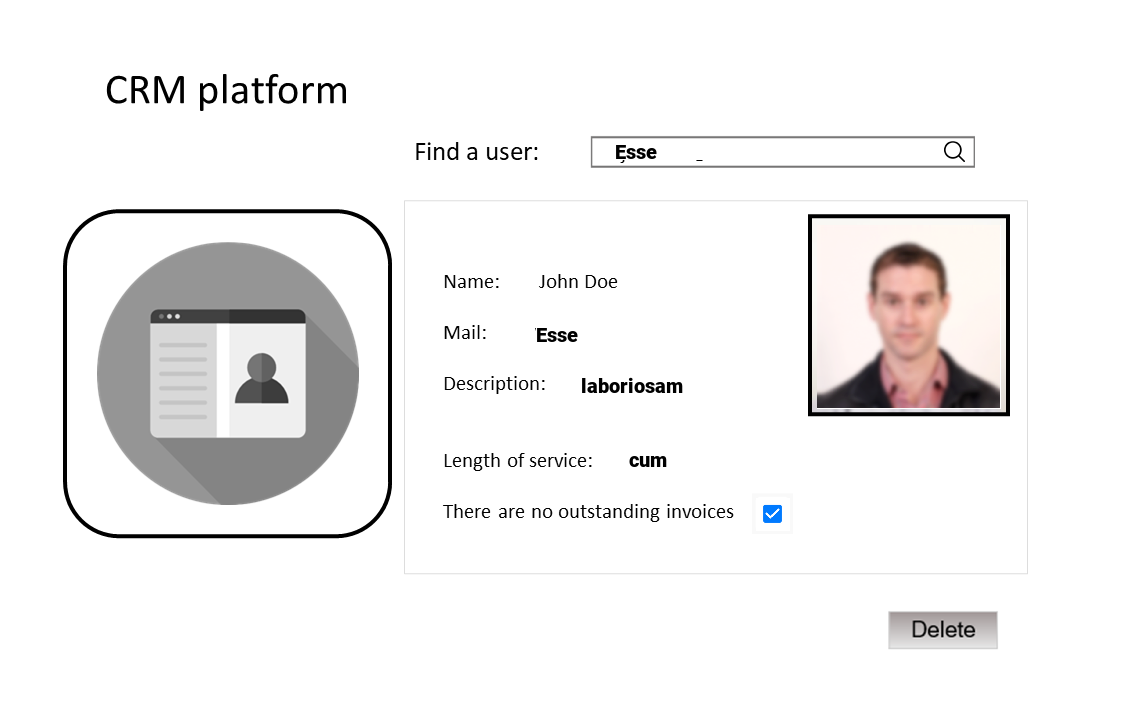 CRM platform
Find a user: Esse
Name: John Doe
Mail: Esse
Description: laboriosam
Length of service: cum
There are no outstanding invoices
Delete